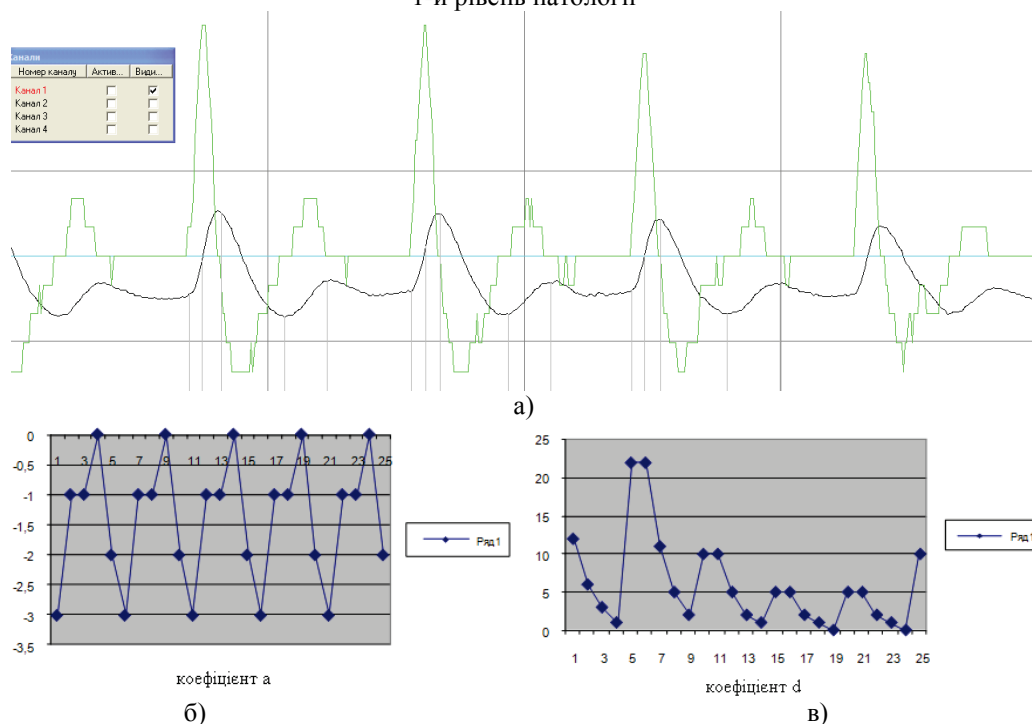 1-й рівень патології
Канали
Номер каналу Актив... Види...
Канал 1
Канал 2
Канал 3
Канал 4
а)
0
-0,5
-1
-1,5
-2
-2,5
-3
-3,5
1 3 5 7 9 11 13 15 17 19 21 23 25
Ряд1
коефіцієнт а
б)
25
20
15
10
5
0
1 3 5 7 9 11 13 15 17 19 21 23 25
Ряд1
коефіцієнт d
в)